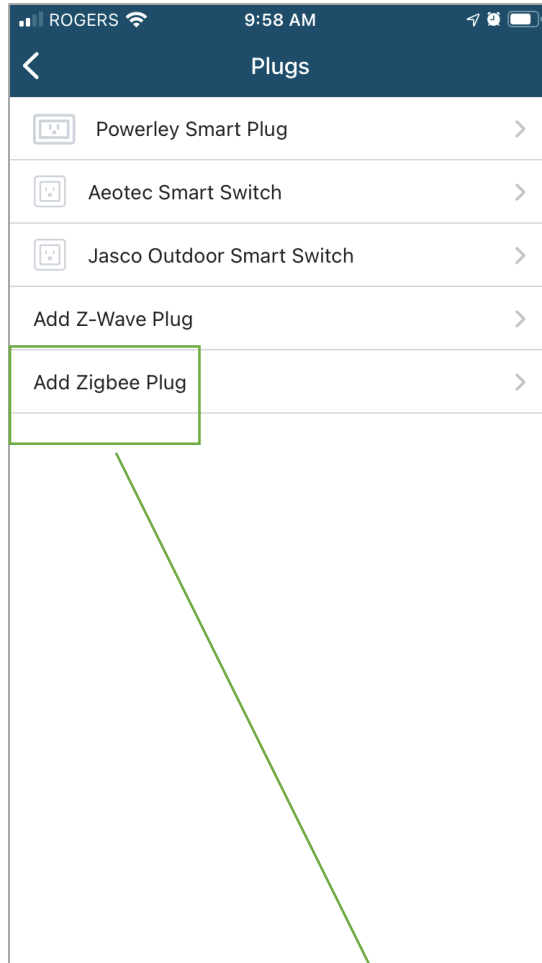 ROGERS 9:58 AM
Plugs
Powerley Smart Plug
Aeotec Smart Switch
Jasco Outdoor Smart Switch
Add Z-Wave Plug
Add Zigbee Plug